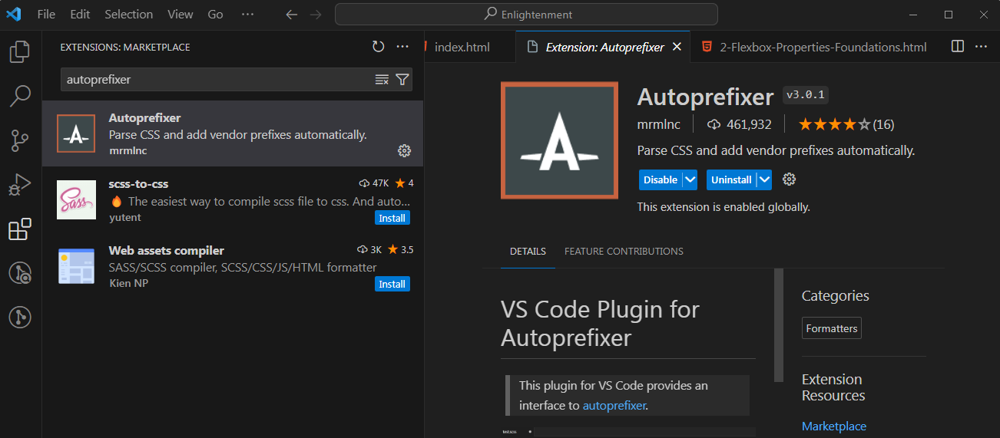 File Edit Selection View Go ··· Enlightenment
EXTENSIONS: MARKETPLACE
index.html Extension: Autoprefixer 2-Flexbox-Properties-Foundations.html
autoprefixer
Autoprefixer
Parse CSS and add vendor prefixes automatically.
mrmlnc
scss-to-css 47K 4
The easiest way to compile scss file to css. And auto...
yutent Install
Web assets compiler 3K 3.5
SASS/SCSS compiler, SCSS/CSS/JS/HTML formatter
Kien NP Install
Autoprefixer v3.0.1
mrmlnc 461,932 (16)
Parse CSS and add vendor prefixes automatically.
Disable Uninstall
This extension is enabled globally.
DETAILS FEATURE CONTRIBUTIONS
VS Code Plugin for
Autoprefixer
This plugin for VS Code provides an
interface to autoprefixer.
Categories
Formatters
Extension
Resources
Marketplace